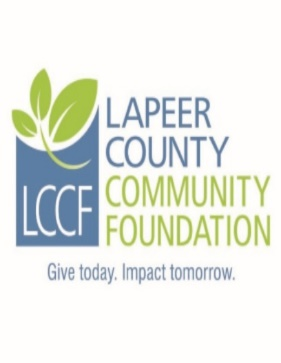 LAPEER
COUNTY
LCCF
COMMUNITY
FOUNDATION
Give today. Impact tomorrow.